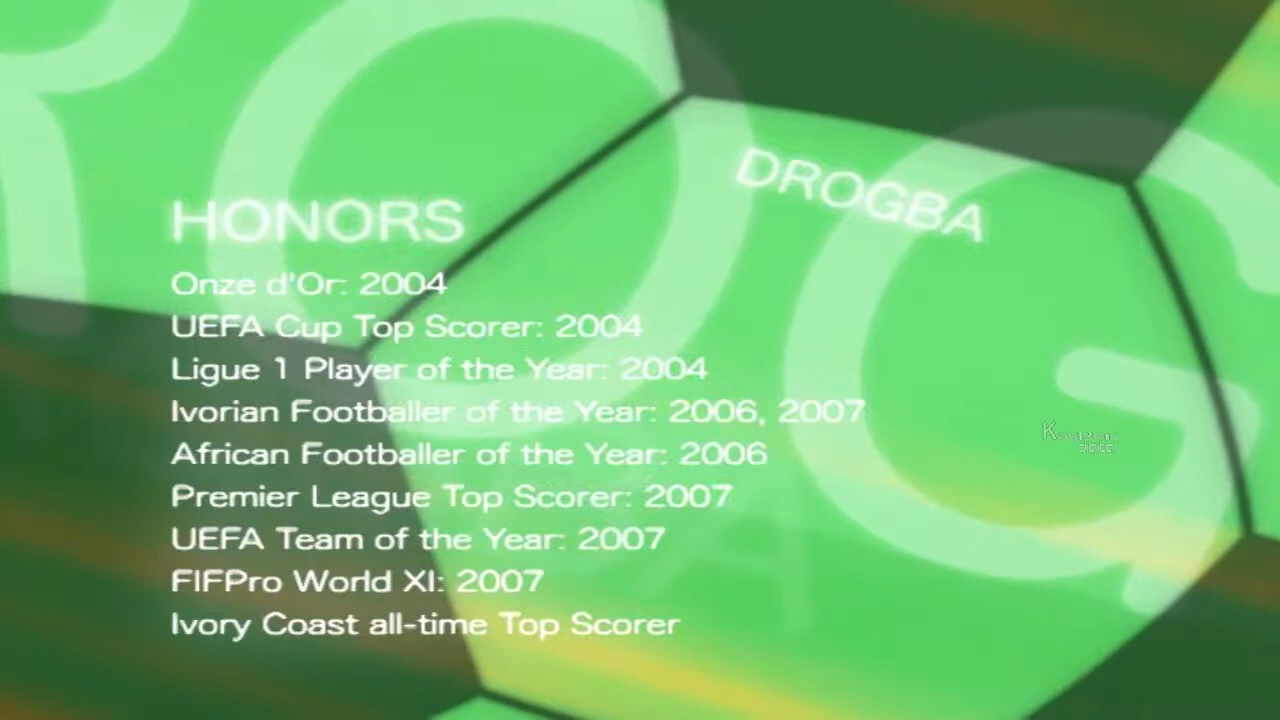 DROGBA
HONORS
Onze d'Or: 2004
UEFA Cup Top Scorer: 2004
Ligue 1 Player of the Year: 2004
Ivorian Footballer of the Year: 2006, 2007
African Footballer of the Year: 2006
Premier League Top Scorer: 2007
UEFA Team of the Year: 2007
FIFPro World XI: 2007
Ivory Coast all-time Top Scorer